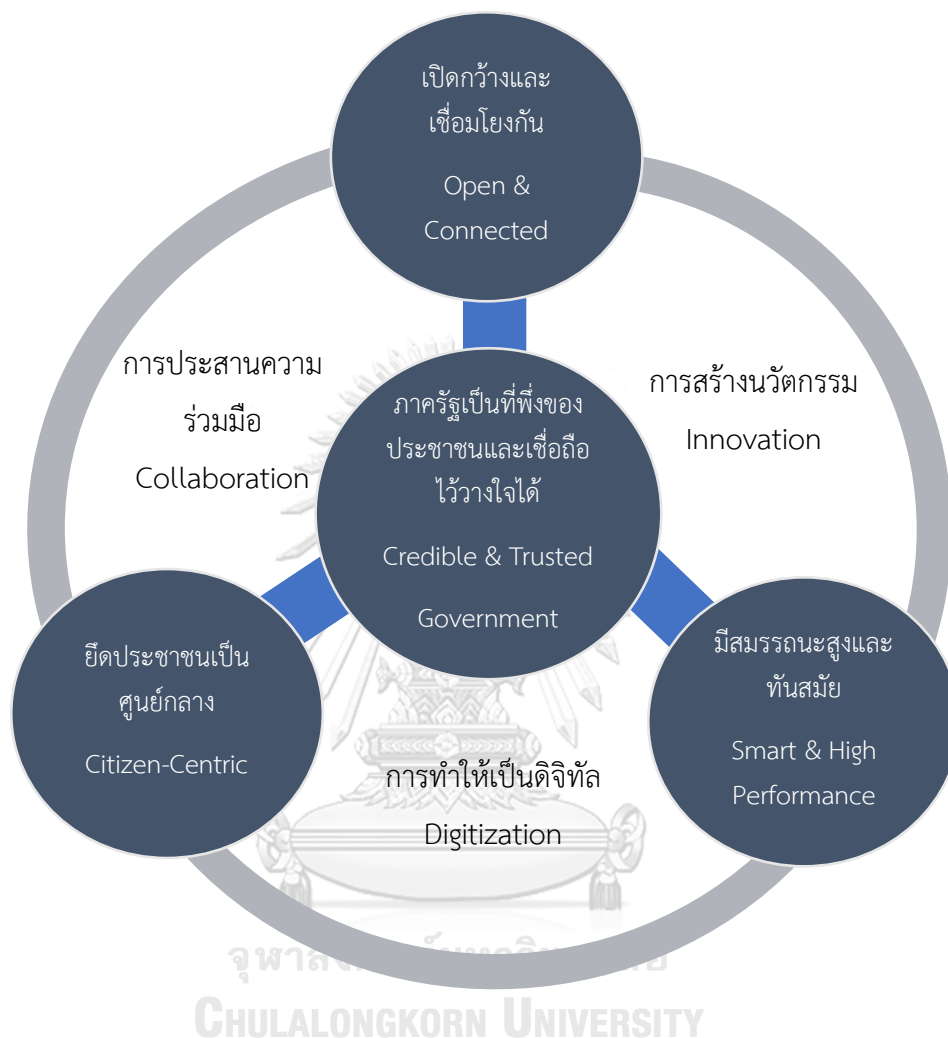 เปิดกว้างและ
เชื่อมโยงกัน
Open &
Connected
การประสานความ
ร่วมมือ
Collaboration
การสร้างนวัตกรรม
Innovation
ภาครัฐเป็นที่พึ่งของ
ประชาชนและเชื่อถือ
ไว้วางใจได้
Credible & Trusted
Government
ยึดประชาชนเป็น
ศูนย์กลาง
Citizen-Centric
มีสมรรถนะสูงและ
ทันสมัย
Smart & High
Performance
การทำให้เป็นดิจิทัล
Digitization
CHULALONGKORN UNIVERSITY